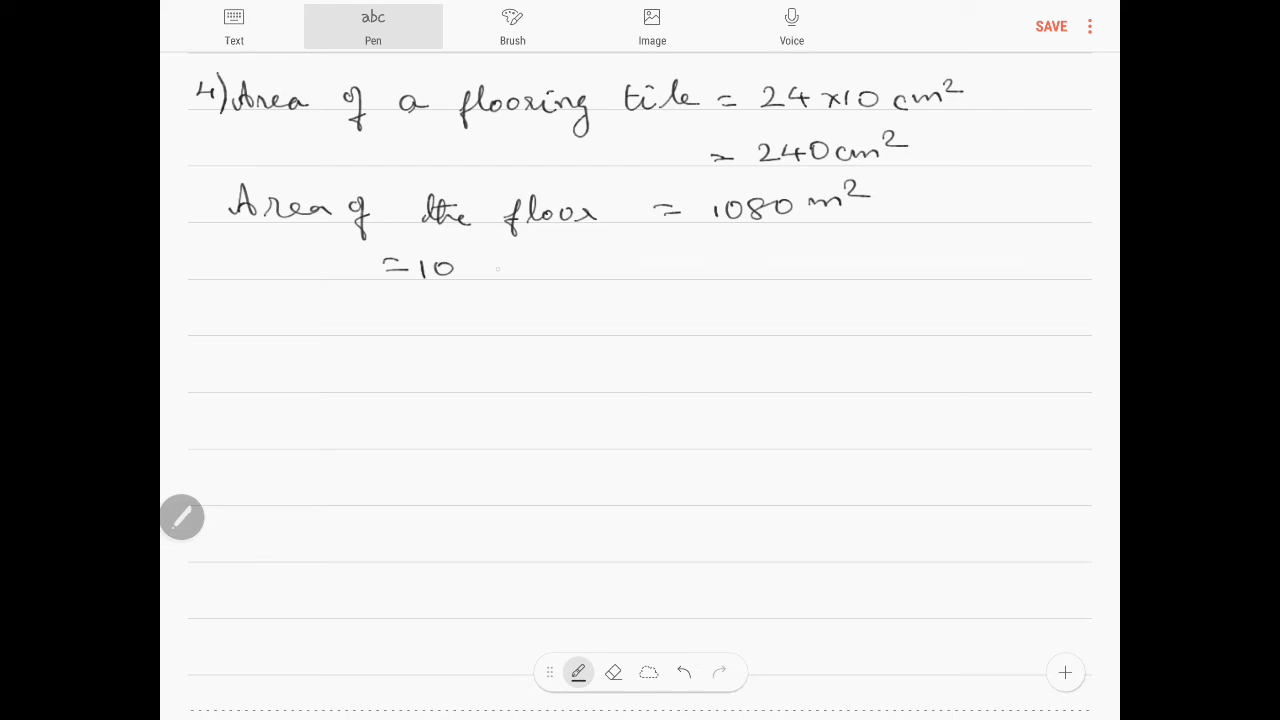 Text
abc
Pen
Brush
Image
Voice
SAVE
4) Area of a flooring tile = 24 ×10 cm²
= 240 cm²
Area of the floor = 1080 m²
= 10